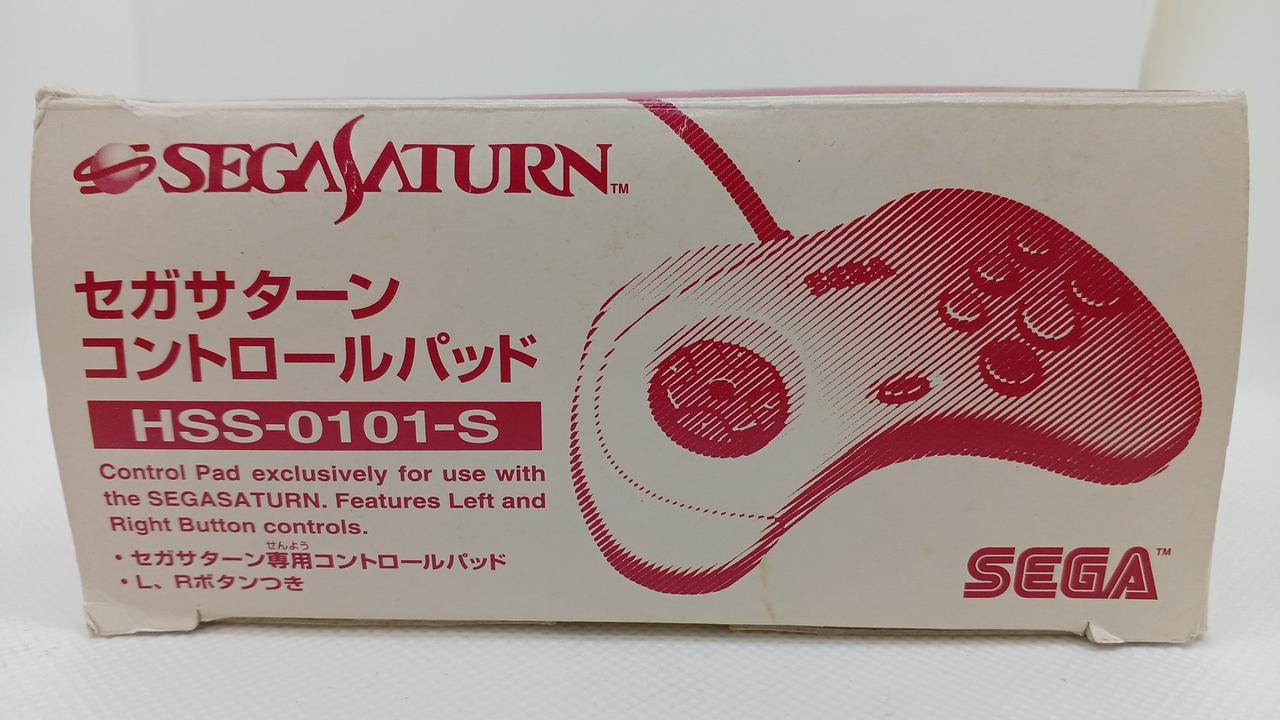 SEGASATURN™
セガサターン
コントロールパッド
HSS-0101-S
Control Pad exclusively for use with
the SEGASATURN. Features Left and
Right Button controls.
せんよう
・セガサターン専用コントロールパッド
・L、Rボタンつき
SEGA™